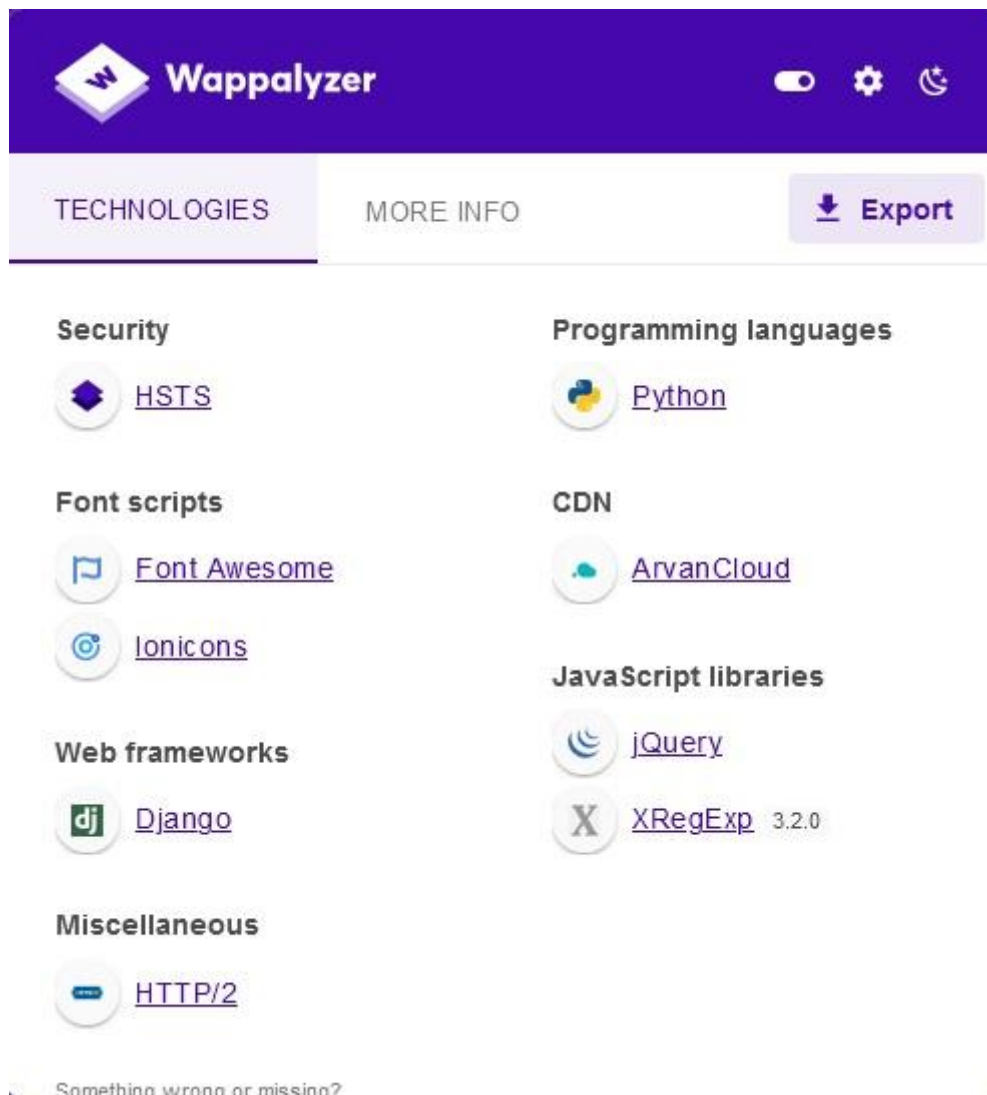 Wappalyzer
TECHNOLOGIES
MORE INFO
Export
Security
HSTS
Font scripts
Font Awesome
Ionicons
Web frameworks
Django
Miscellaneous
HTTP/2
Programming languages
Python
CDN
ArvanCloud
JavaScript libraries
jQuery
XRegExp 3.2.0
Something wrong or missing?